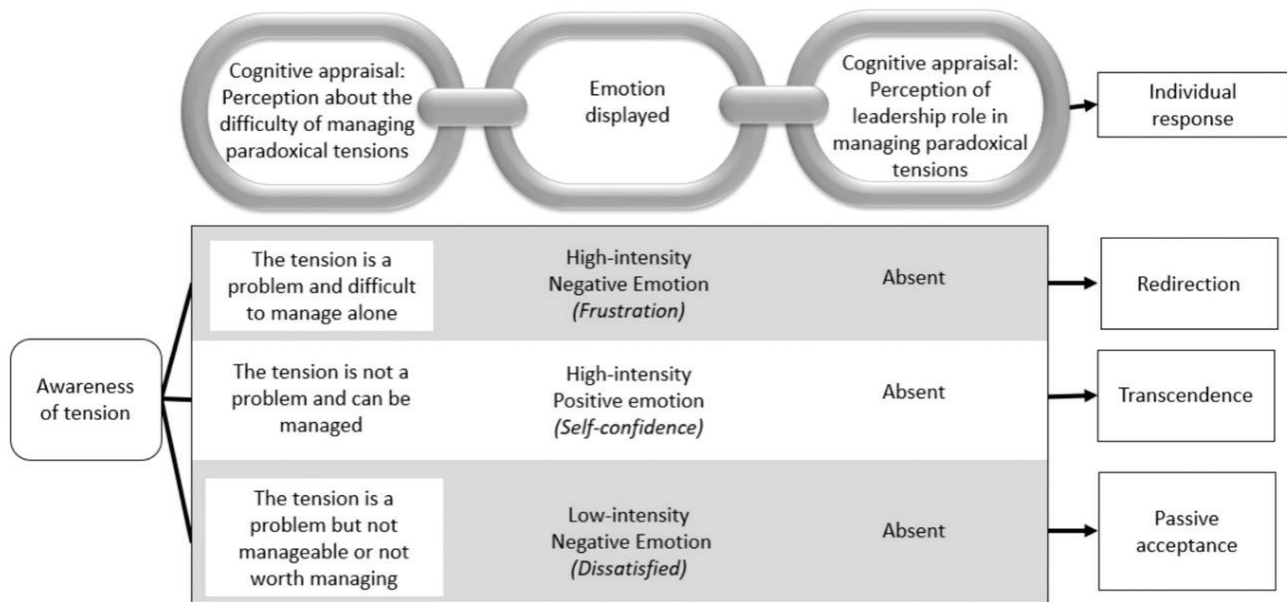 Cognitive appraisal:
Perception about the
difficulty of managing
paradoxical tensions
Emotion
displayed
Cognitive appraisal:
Perception of
leadership role in
managing paradoxical
tensions
Individual
response
Awareness
of tension
The tension is a
problem and difficult
to manage alone
High-intensity
Negative Emotion
(Frustration)
Absent
Redirection
The tension is not a
problem and can be
managed
High-intensity
Positive emotion
(Self-confidence)
Absent
Transcendence
The tension is a
problem but not
manageable or not
worth managing
Low-intensity
Negative Emotion
(Dissatisfied)
Absent
Passive
acceptance